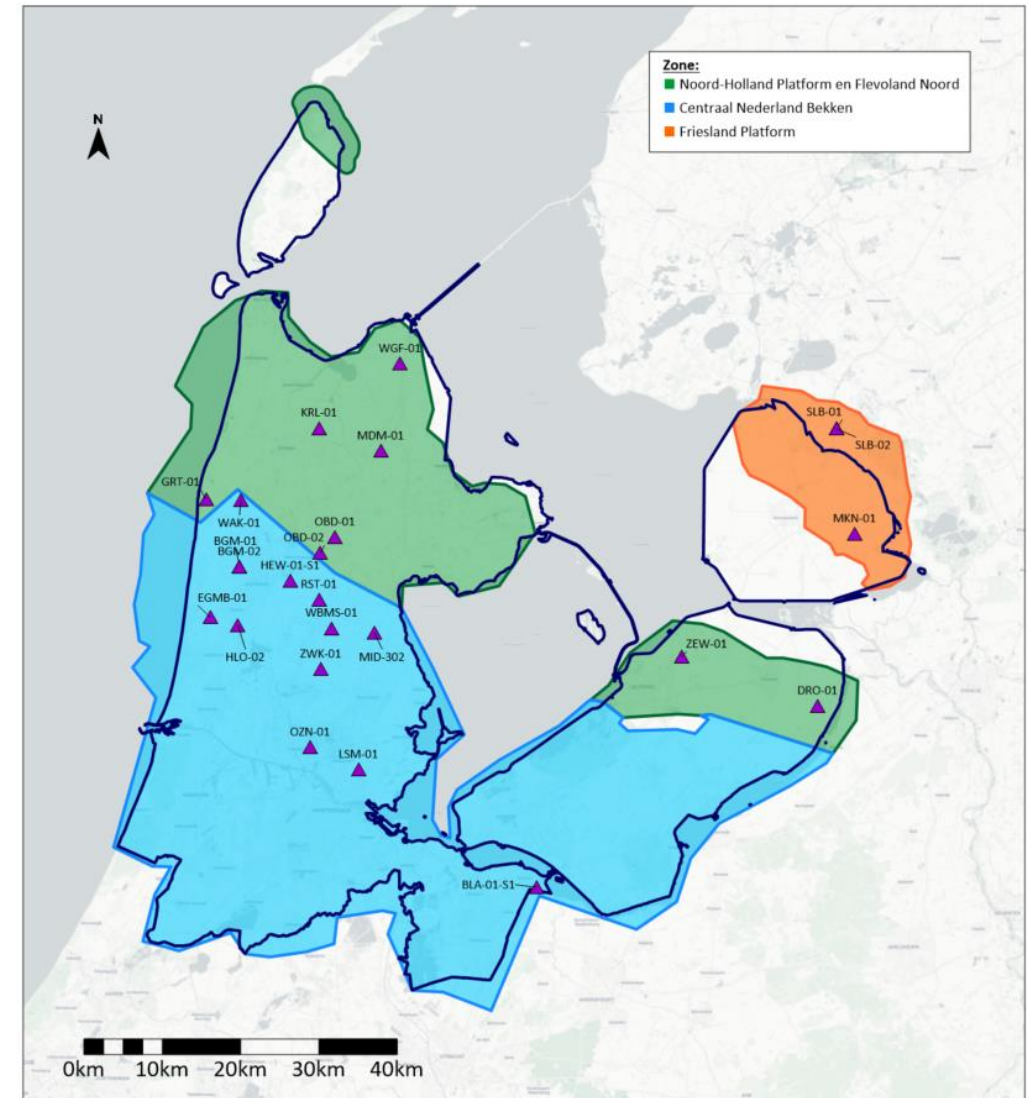 Zone:
Noord-Holland Platform en Flevoland Noord
Centraal Nederland Bekken
Friesland Platform
N
WGF-01
KRL-01
MDM-01
SLB-01
SLB-02
GRT-01
WAK-01
OBD-01
MKN-01
BGM-01
OBD-02
BGM-02
HEW-01-S1
RST-01
EGMB-01
WBMS-01
HLO-02
ZWK-01
MID-302
ZEW-01
DRO-01
OZN-01
LSM-01
BLA-01-S1
0km 10km 20km 30km 40km